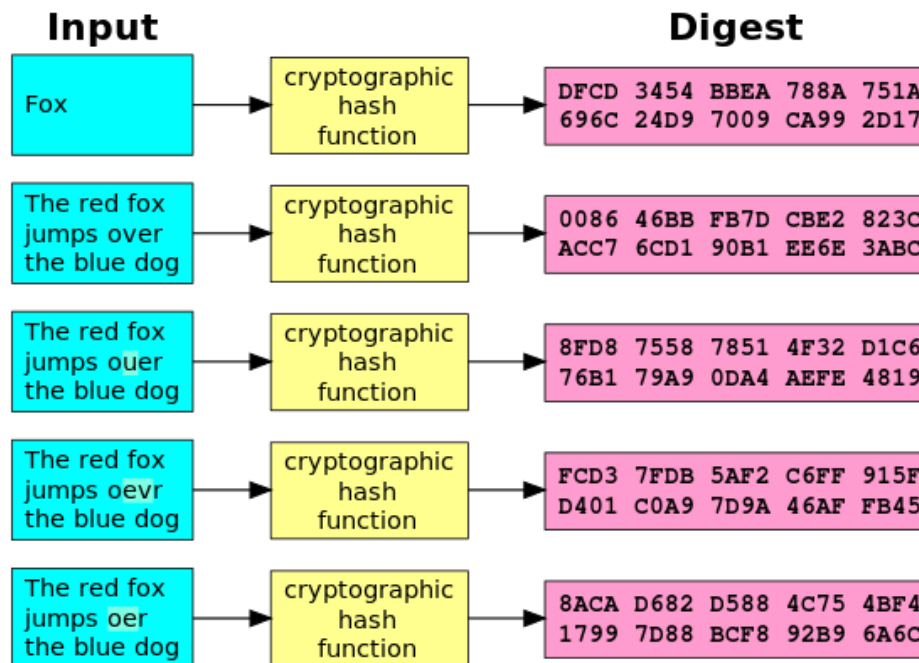 Input
Digest
Fox
cryptographic
hash
function
DFCD 3454 BBEA 788A 751A
696C 24D9 7009 CA99 2D17
The red fox
jumps over
the blue dog
cryptographic
hash
function
0086 46BB FB7D CBE2 823C
ACC7 6CD1 90B1 EE6E 3ABC
The red fox
jumps ouer
the blue dog
cryptographic
hash
function
8FD8 7558 7851 4F32 D1C6
76B1 79A9 0DA4 AEFE 4819
The red fox
jumps oevr
the blue dog
cryptographic
hash
function
FCD3 7FDB 5AF2 C6FF 915F
D401 C0A9 7D9A 46AF FB45
The red fox
jumps oer
the blue dog
cryptographic
hash
function
8ACA D682 D588 4C75 4BF4
1799 7D88 BCF8 92B9 6A6C